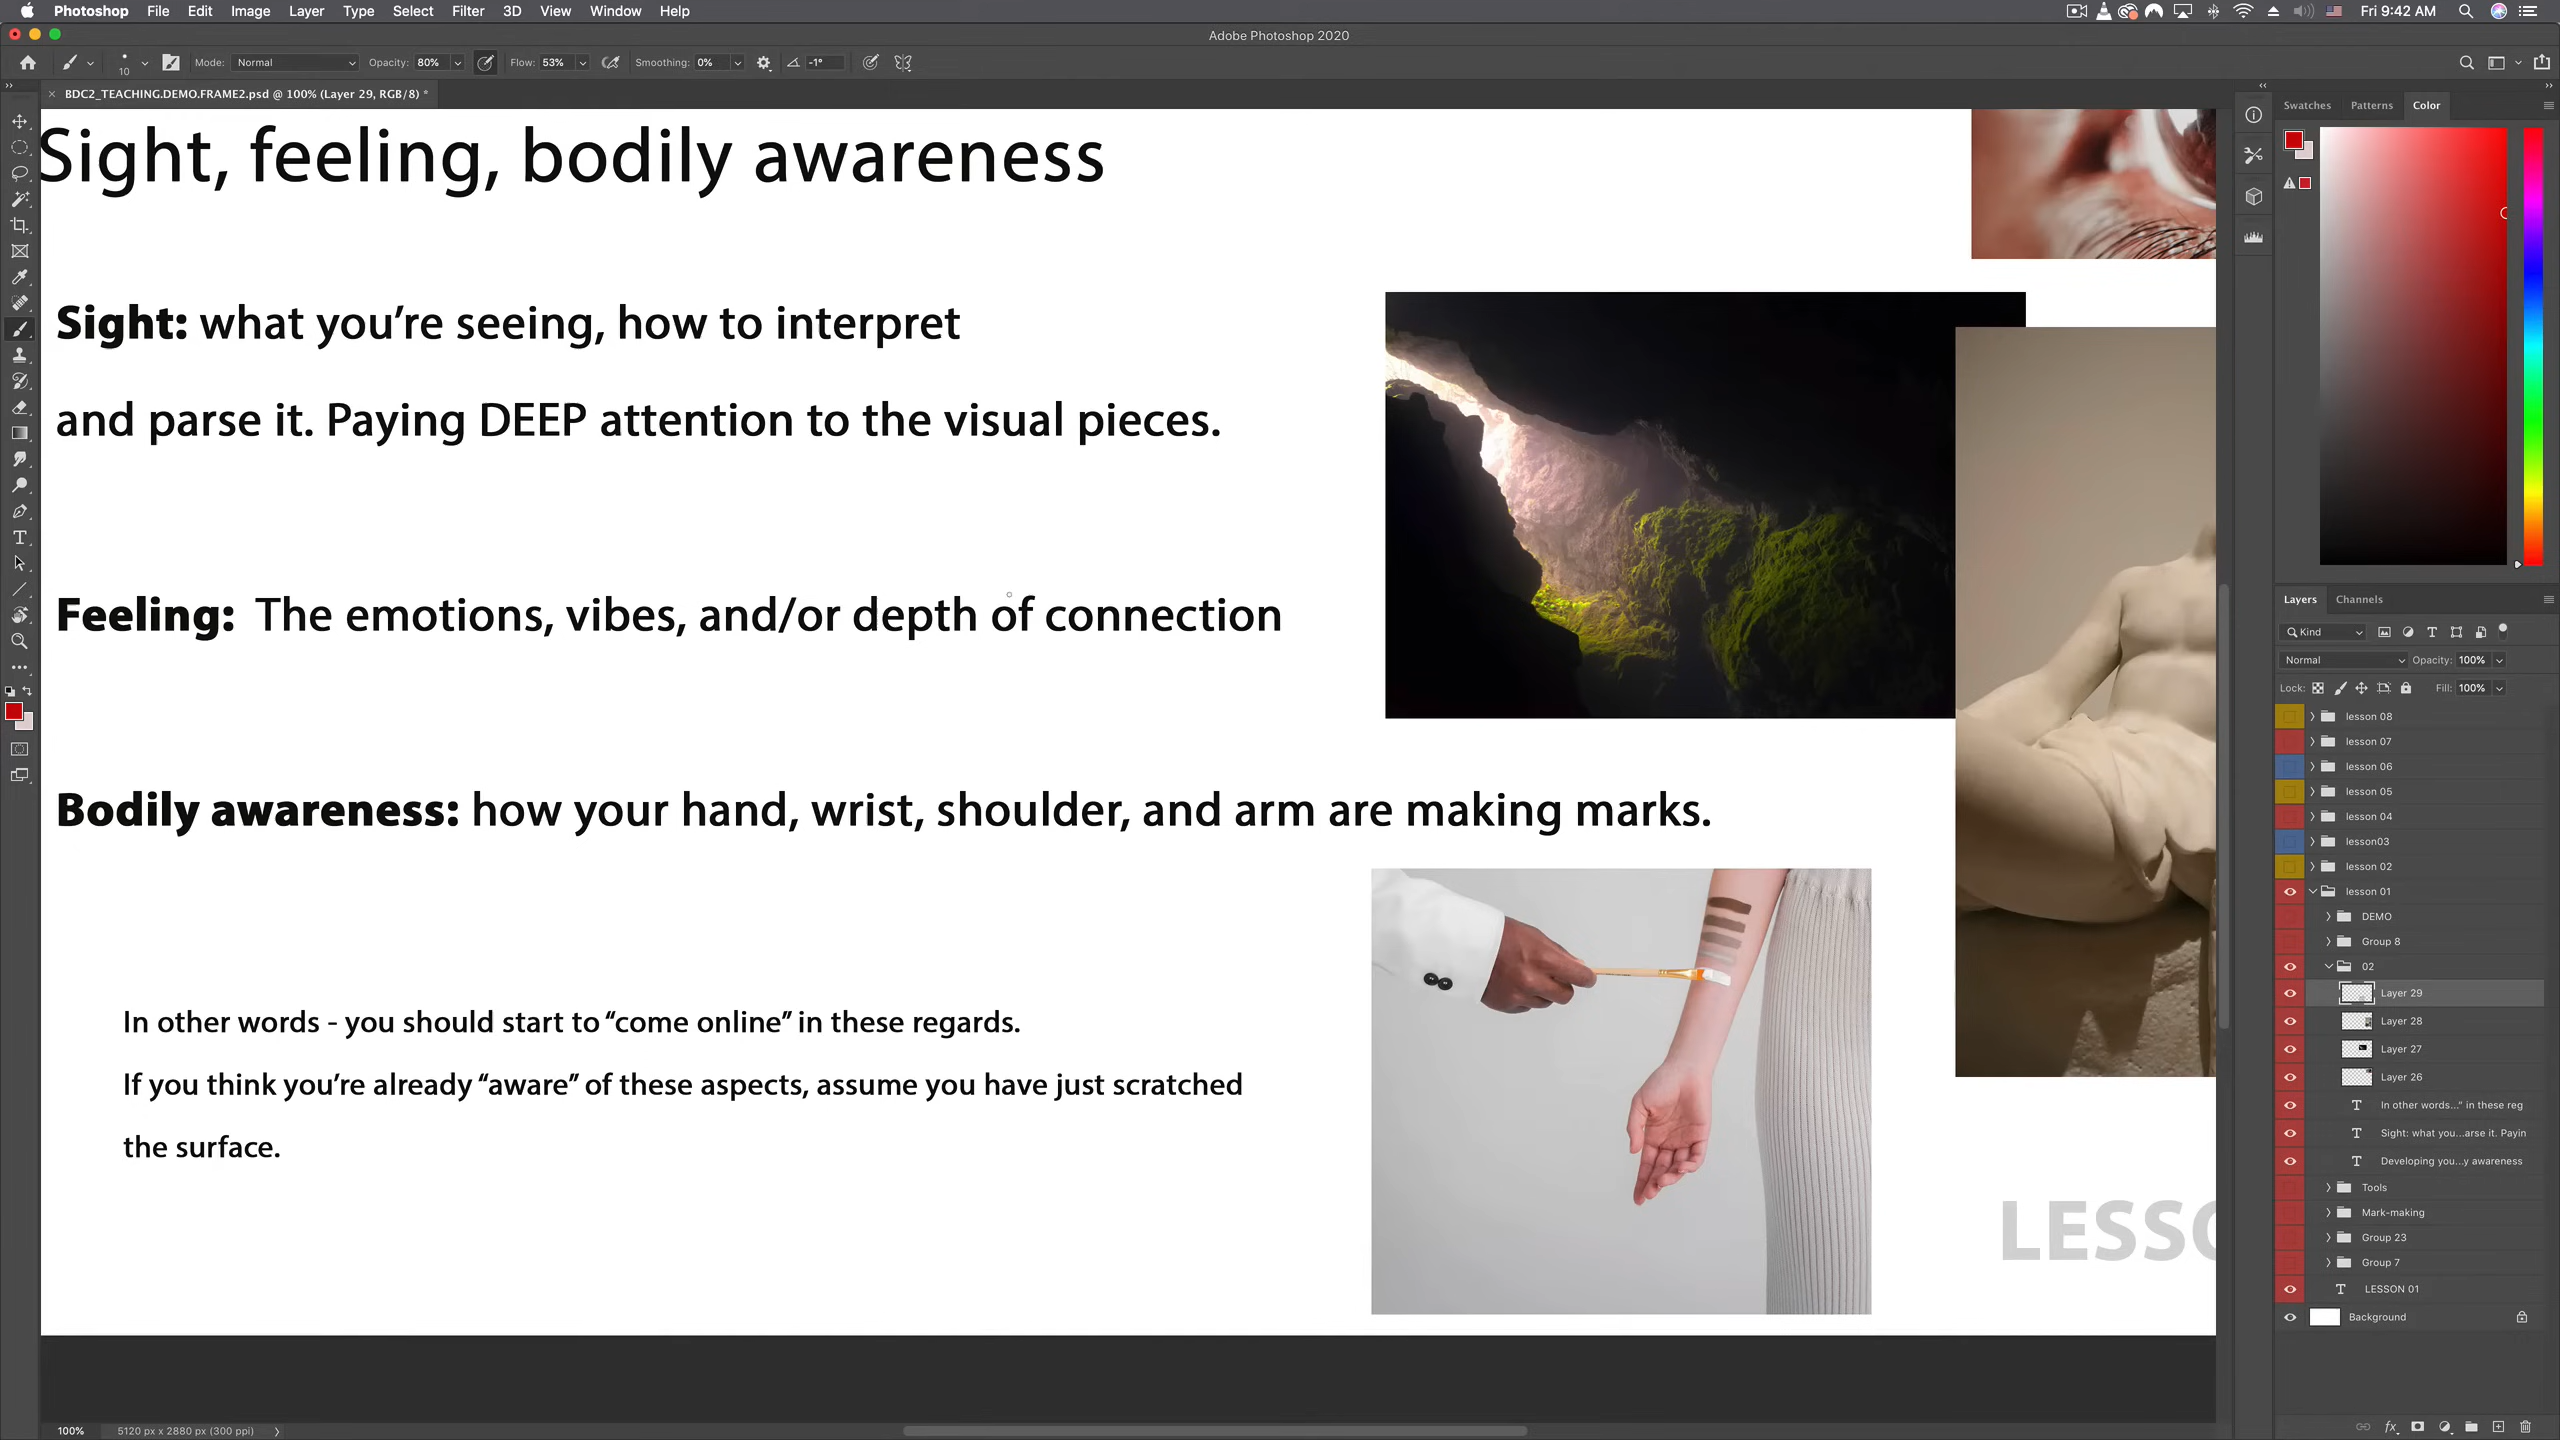 Photoshop File Edit Image Layer Type Select Filter 3D View Window Help Fri 9:42 AM
Adobe Photoshop 2020
10 Mode: Normal Opacity: 80% Flow: 53% Smoothing: 0% -1°
BDC2_TEACHING.DEMO.FRAME2.psd @ 100% (Layer 29, RGB/8) *
Sight, feeling, bodily awareness
Sight: what you’re seeing, how to interpret
and parse it. Paying DEEP attention to the visual pieces.
Feeling: The emotions, vibes, and/or depth of connection
Bodily awareness: how your hand, wrist, shoulder, and arm are making marks.
In other words - you should start to “come online” in these regards.
If you think you’re already “aware” of these aspects, assume you have just scratched
the surface.
LESSO
Swatches Patterns Color
Layers Channels
Kind
Normal Opacity: 100%
Lock: Fill: 100%
lesson 08
lesson 07
lesson 06
lesson 05
lesson 04
lesson03
lesson 02
lesson 01
DEMO
Group 8
02
Layer 29
Layer 28
Layer 27
Layer 26
In other words...” in these reg
Sight: what you...arse it. Payin
Developing you...y awareness
Tools
Mark-making
Group 23
Group 7
LESSON 01
Background
100% 5120 px x 2880 px (300 ppi)